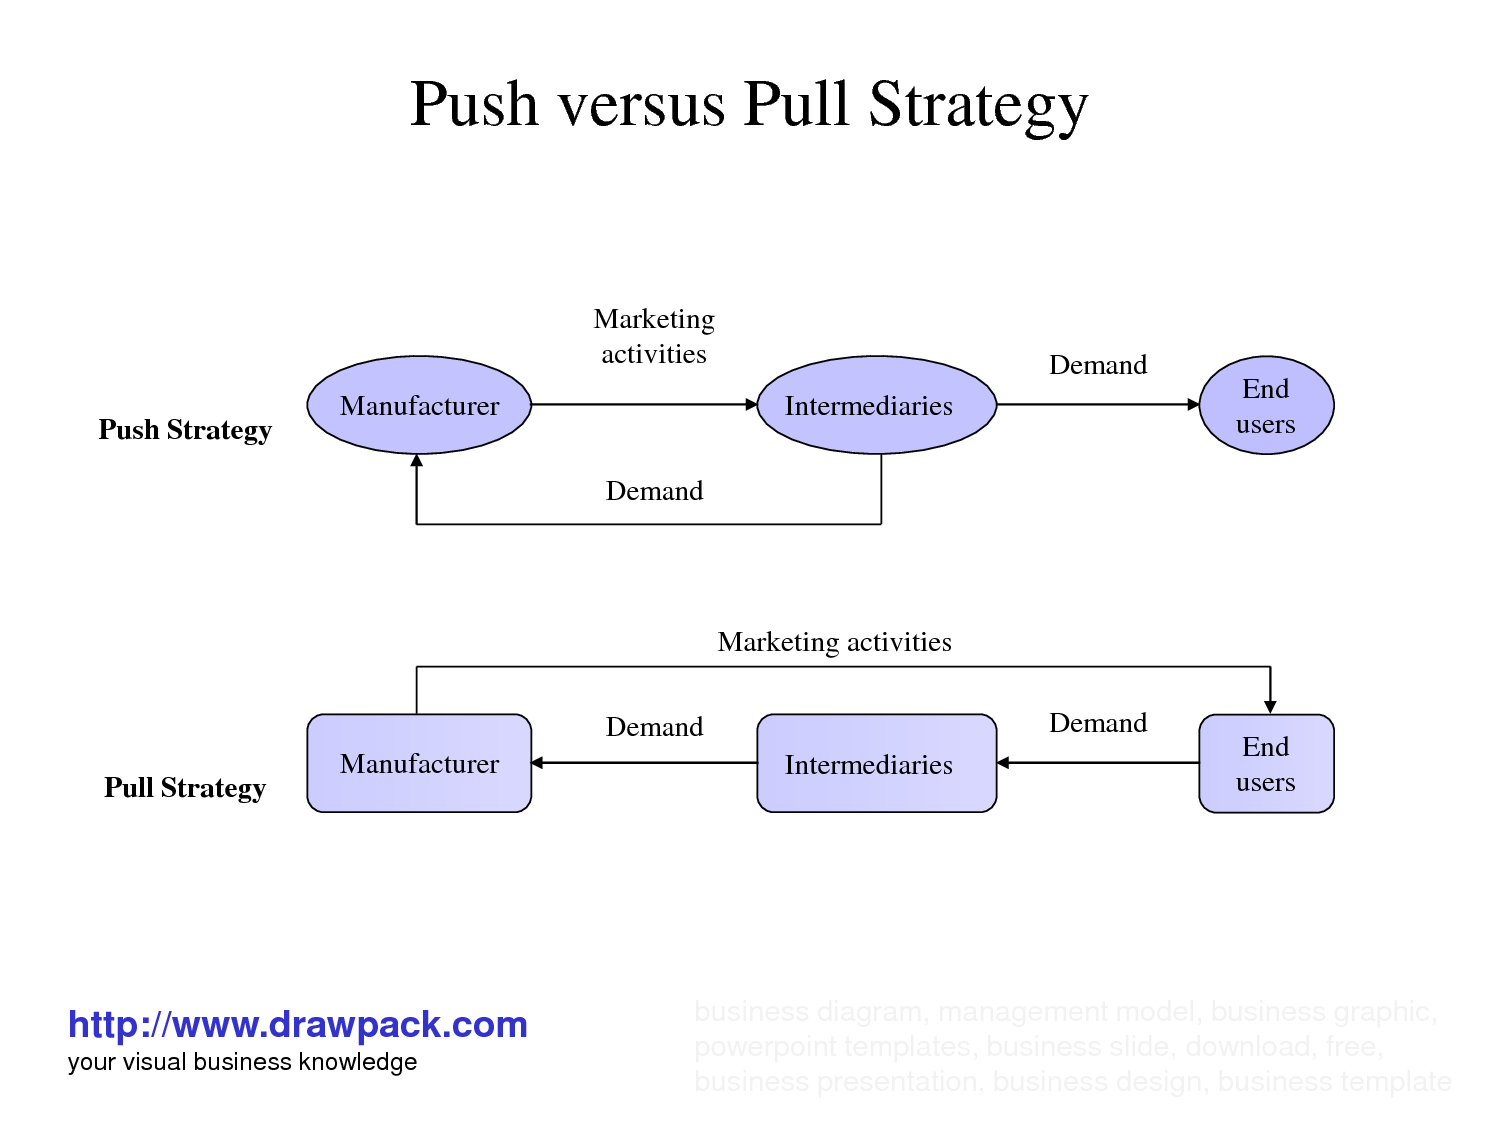 Push versus Pull Strategy
Marketing
activities
Demand
Manufacturer
Intermediaries
End
users
Push Strategy
Demand
Marketing activities
Demand
Demand
Manufacturer
Intermediaries
End
users
Pull Strategy
http://www.drawpack.com
your visual business knowledge
business diagram, management model, business graphic,
powerpoint templates, business slide, download, free,
business presentation, business design, business template